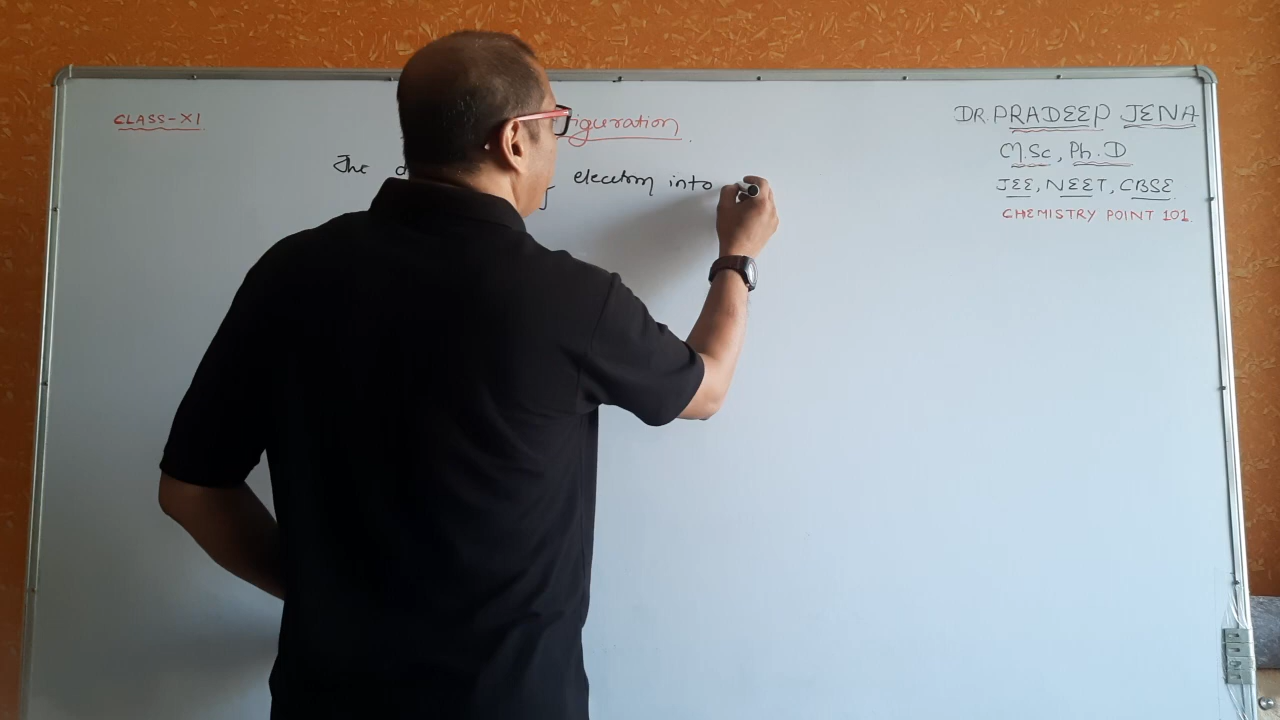 CLASS-XI
iguration
The d
electron into
DR. PRADEEP JENA
M.Sc, Ph.D
JEE, NEET, CBSE
CHEMISTRY POINT 101